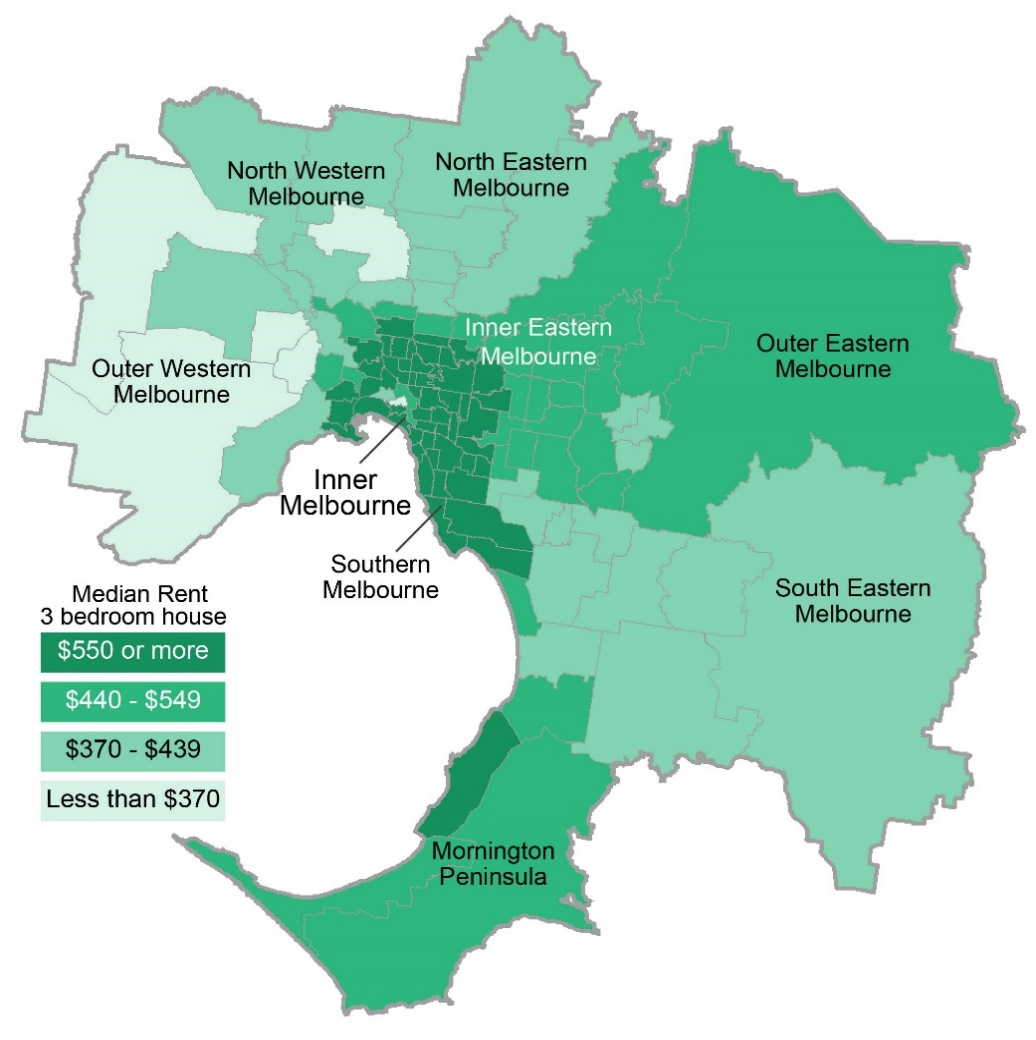 North Western
Melbourne
North Eastern
Melbourne
Inner Eastern
Melbourne
Outer Eastern
Melbourne
Outer Western
Melbourne
Inner
Melbourne
Southern
Melbourne
South Eastern
Melbourne
Median Rent
3 bedroom house
$550 or more
$440 - $549
$370 - $439
Less than $370
Mornington
Peninsula